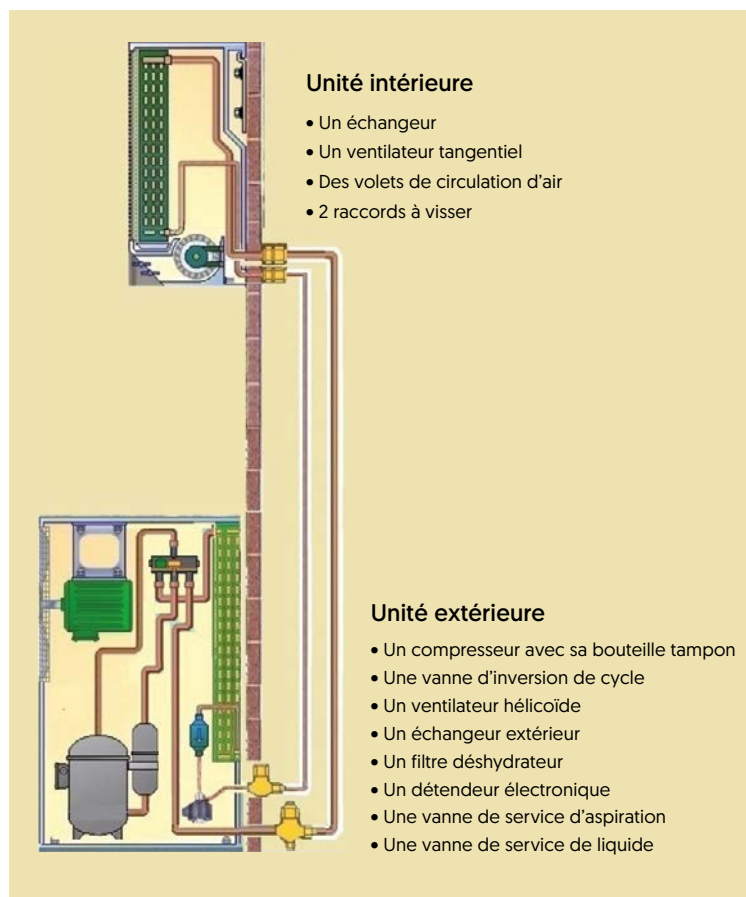 Unité intérieure
• Un échangeur
• Un ventilateur tangentiel
• Des volets de circulation d'air
• 2 raccords à visser
Unité extérieure
• Un compresseur avec sa bouteille tampon
• Une vanne d'inversion de cycle
• Un ventilateur hélicoïde
• Un échangeur extérieur
• Un filtre déshydrateur
• Un détendeur électronique
• Une vanne de service d'aspiration
• Une vanne de service de liquide